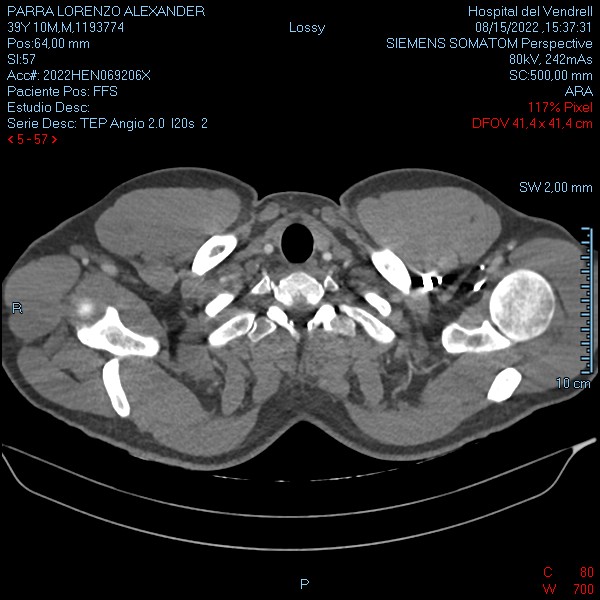 PARRA LORENZO ALEXANDER
39Y 10M,M,1193774
Pos:64,00 mm
SI:57
Acc#: 2022HEN069206X
Paciente Pos: FFS
Estudio Desc:
Serie Desc: TEP Angio 2.0 I20s 2
< 5 - 57 >
Lossy
Hospital del Vendrell
08/15/2022 ,15:37:31
SIEMENS SOMATOM Perspective
80kV, 242mAs
SC:500,00 mm
ARA
117% Pixel
DFOV 41,4 x 41,4 cm
SW 2,00 mm
R
10 cm
P
C 80
W 700